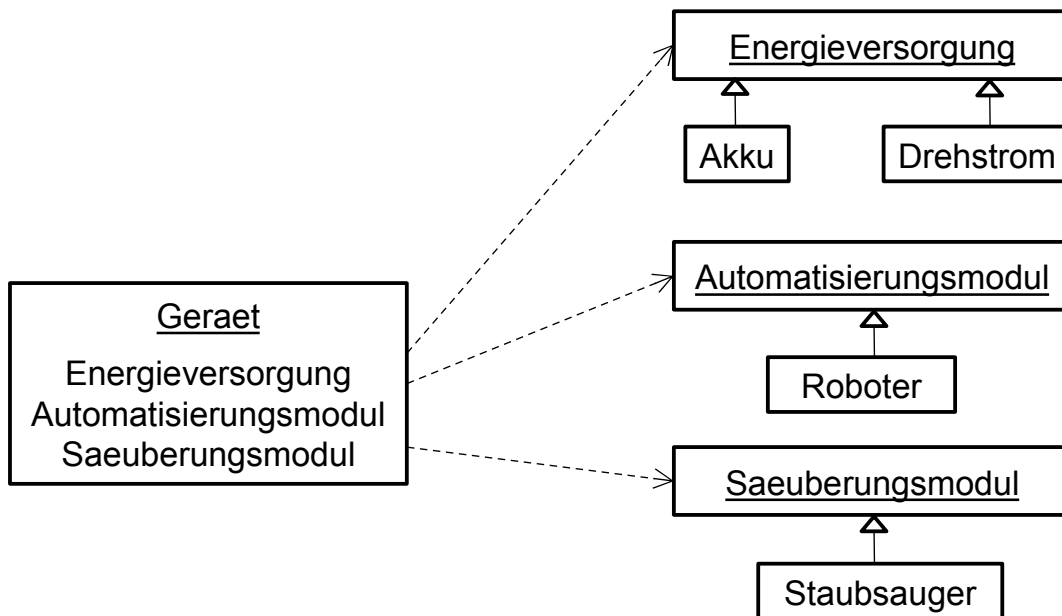 Energieversorgung
Akku
Drehstrom
Automatisierungsmodul
Roboter
Geraet
Energieversorgung
Automatisierungsmodul
Saeuberungsmodul
Saeuberungsmodul
Staubsauger